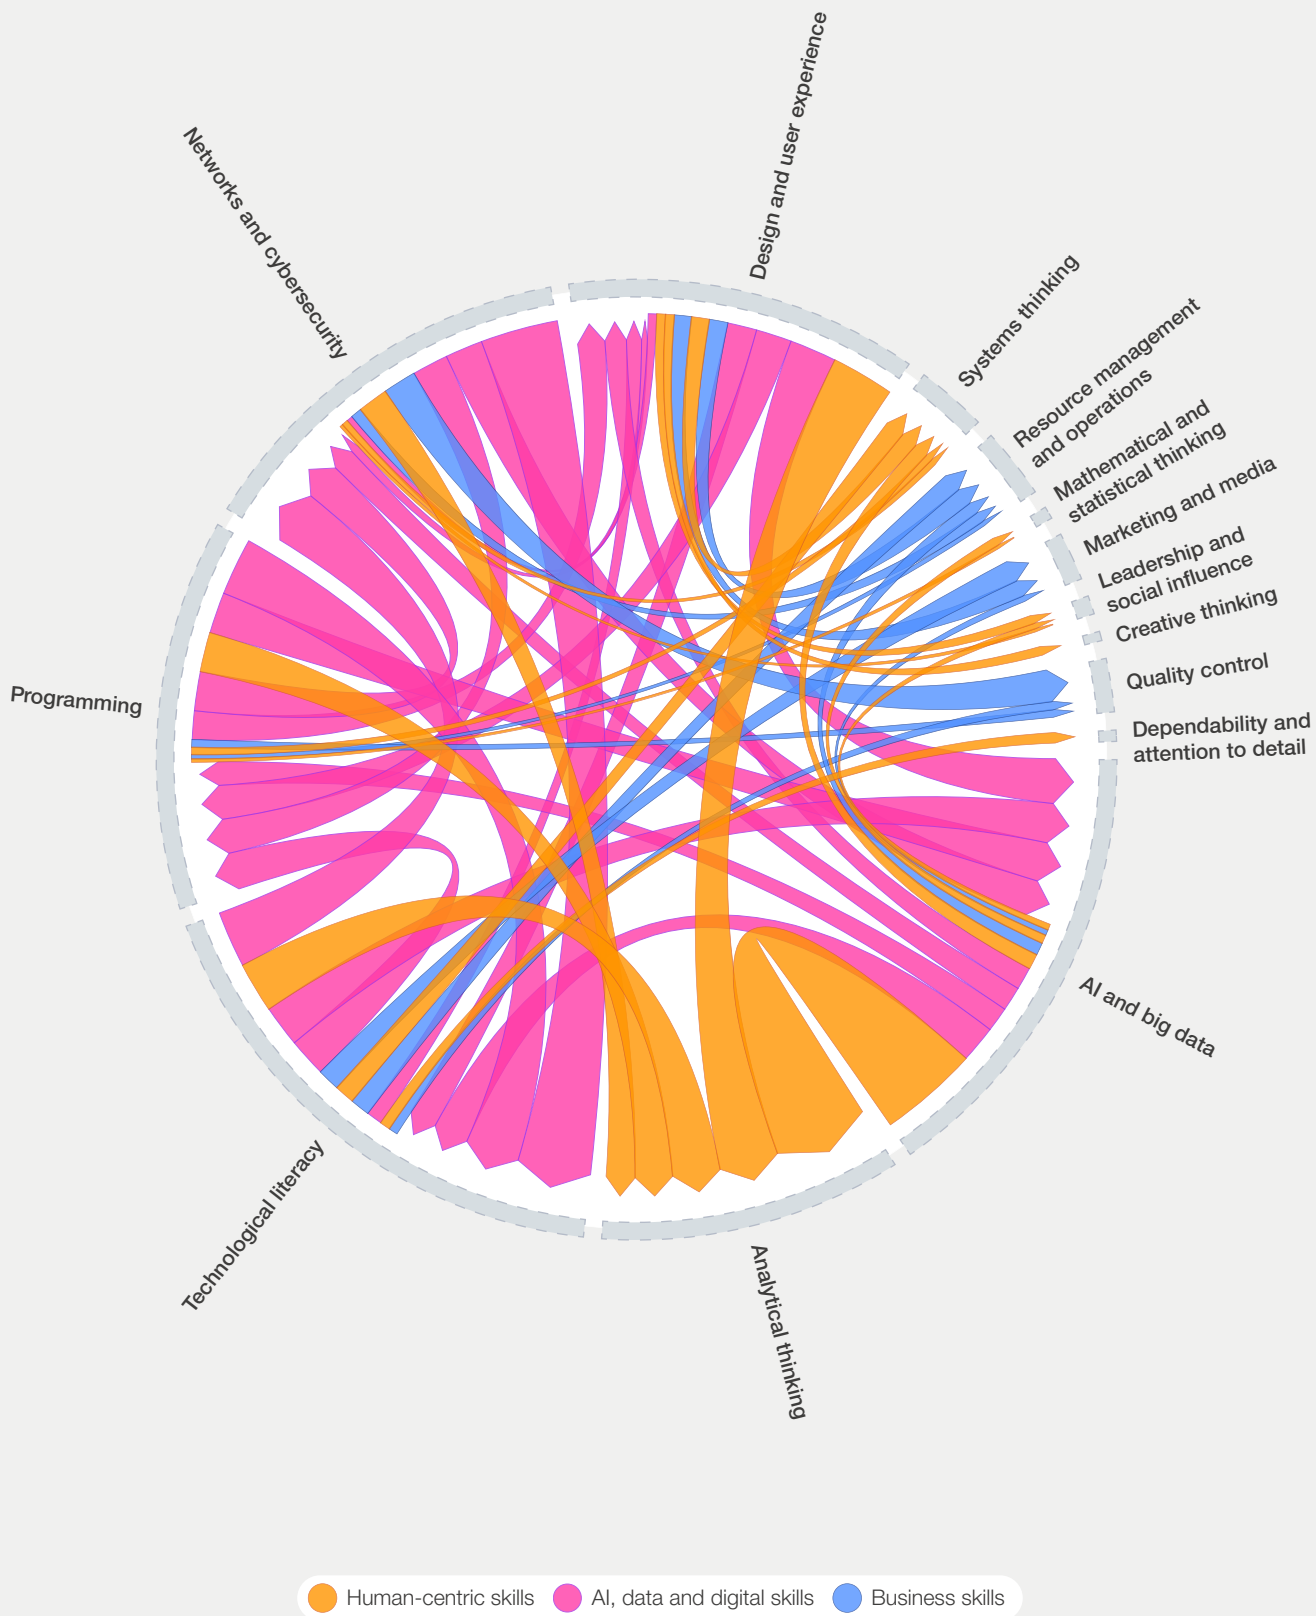 Design and user experience
Networks and cybersecurity
Systems thinking
Resource management
and operations
Mathematical and
statistical thinking
Marketing and media
Leadership and
social influence
Creative thinking
Quality control
Dependability and
attention to detail
Programming
AI and big data
Technological literacy
Analytical thinking
Human-centric skills
AI, data and digital skills
Business skills